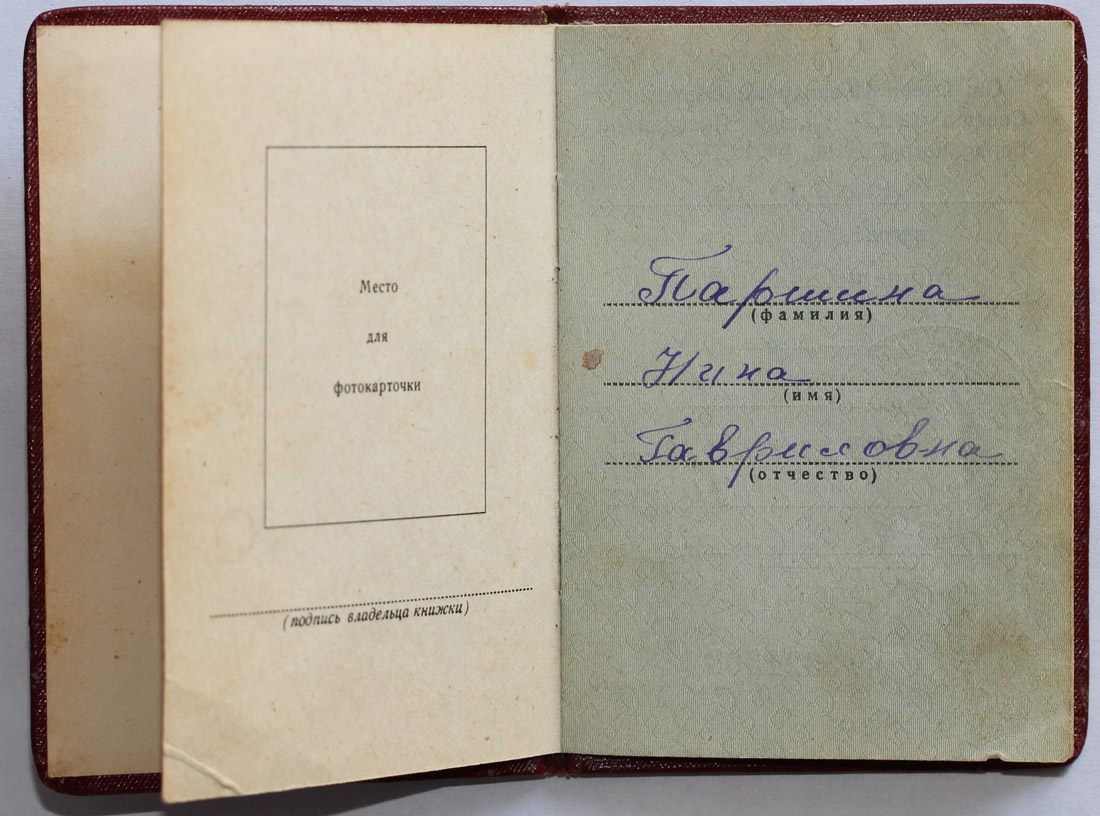 Место
для
фотокарточки
(подпись владельца книжки)
Паршина
(фамилия)
Нина
(имя)
Гавриловна
(отчество)